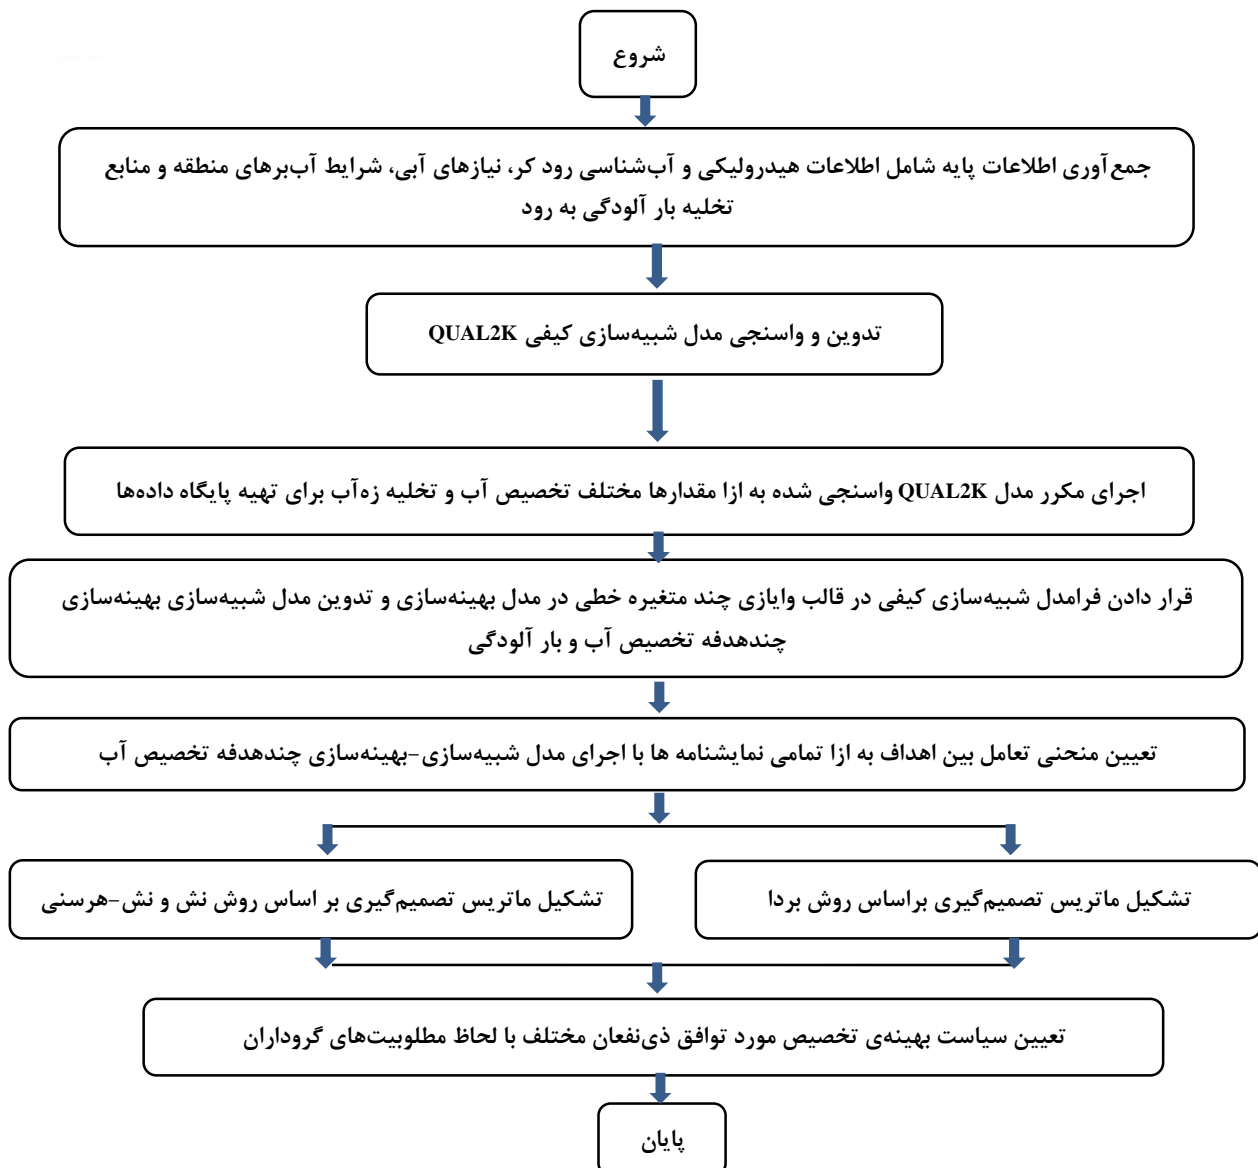 شروع
جمع‌آوری اطلاعات پایه شامل اطلاعات هیدرولیکی و آب‌شناسی رود کر، نیازهای آبی، شرایط آب‌برهای منطقه و منابع
تخلیه بار آلودگی به رود
تدوین و واسنجی مدل شبیه‌سازی کیفی QUAL2K
اجرای مکرر مدل QUAL2K واسنجی شده به ازا مقدارها مختلف تخصیص آب و تخلیه زه‌آب برای تهیه پایگاه داده‌ها
قرار دادن فرامدل شبیه‌سازی کیفی در قالب وایازی چند متغیره خطی در مدل بهینه‌سازی و تدوین مدل شبیه‌سازی بهینه‌سازی
چندهدفه تخصیص آب و بار آلودگی
تعیین منحنی تعامل بین اهداف به ازا تمامی نمایشنامه ها با اجرای مدل شبیه‌سازی–بهینه‌سازی چندهدفه تخصیص آب
تشکیل ماتریس تصمیم‌گیری براساس روش بردا
تشکیل ماتریس تصمیم‌گیری بر اساس روش نش و نش–هرسنی
تعیین سیاست بهینه‌ی تخصیص مورد توافق ذی‌نفعان مختلف با لحاظ مطلوبیت‌های گروداران
پایان